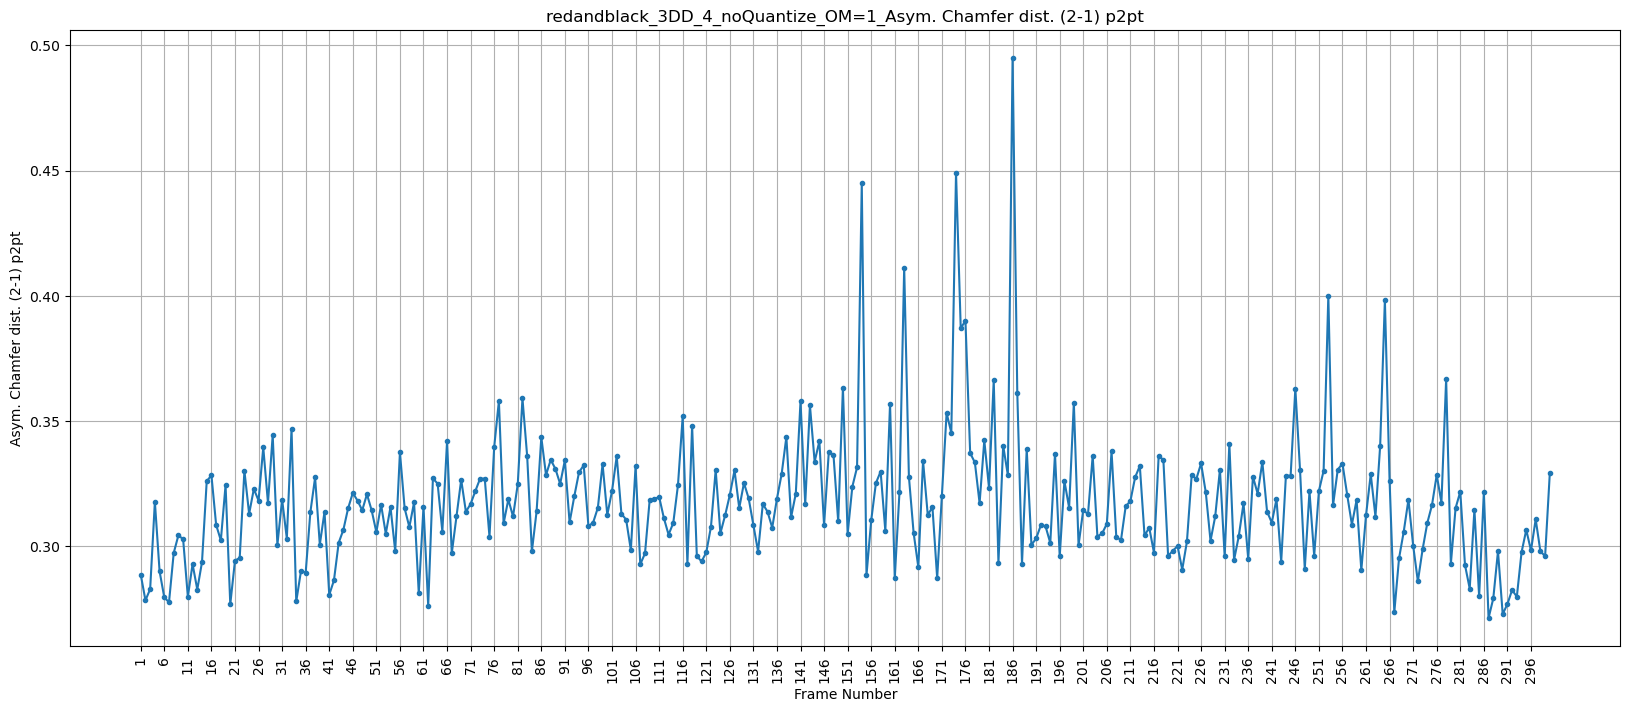 redandblack_3DD_4_noQuantize_OM=1_Asym. Chamfer dist. (2-1) p2pt
Asym. Chamfer dist. (2-1) p2pt
0.50
0.45
0.40
0.35
0.30
1 6 11 16 21 26 31 36 41 46 51 56 61 66 71 76 81 86 91 96 101 106 111 116 121 126 131 136 141 146 151 156 161 166 171 176 181 186 191 196 201 206 211 216 221 226 231 236 241 246 251 256 261 266 271 276 281 286 291 296
Frame Number